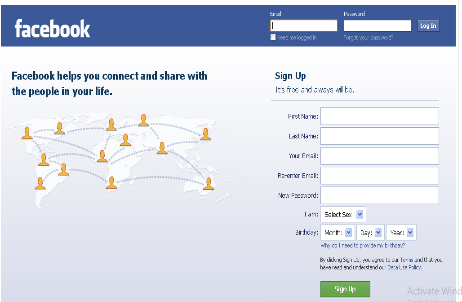 Email Password
facebook Log In
Keep me logged in Forgot your password?
Facebook helps you connect and share with
the people in your life.
Sign Up
It's free and always will be.
First Name:
Last Name:
Your Email:
Re-enter Email:
New Password:
I am: Select Sex:
Birthday: Month: Day: Year:
Why do I need to provide my birthday?
By clicking Sign Up, you agree to our Terms and that you
have read and understand our Data Use Policy.
Sign Up
Activate Wind